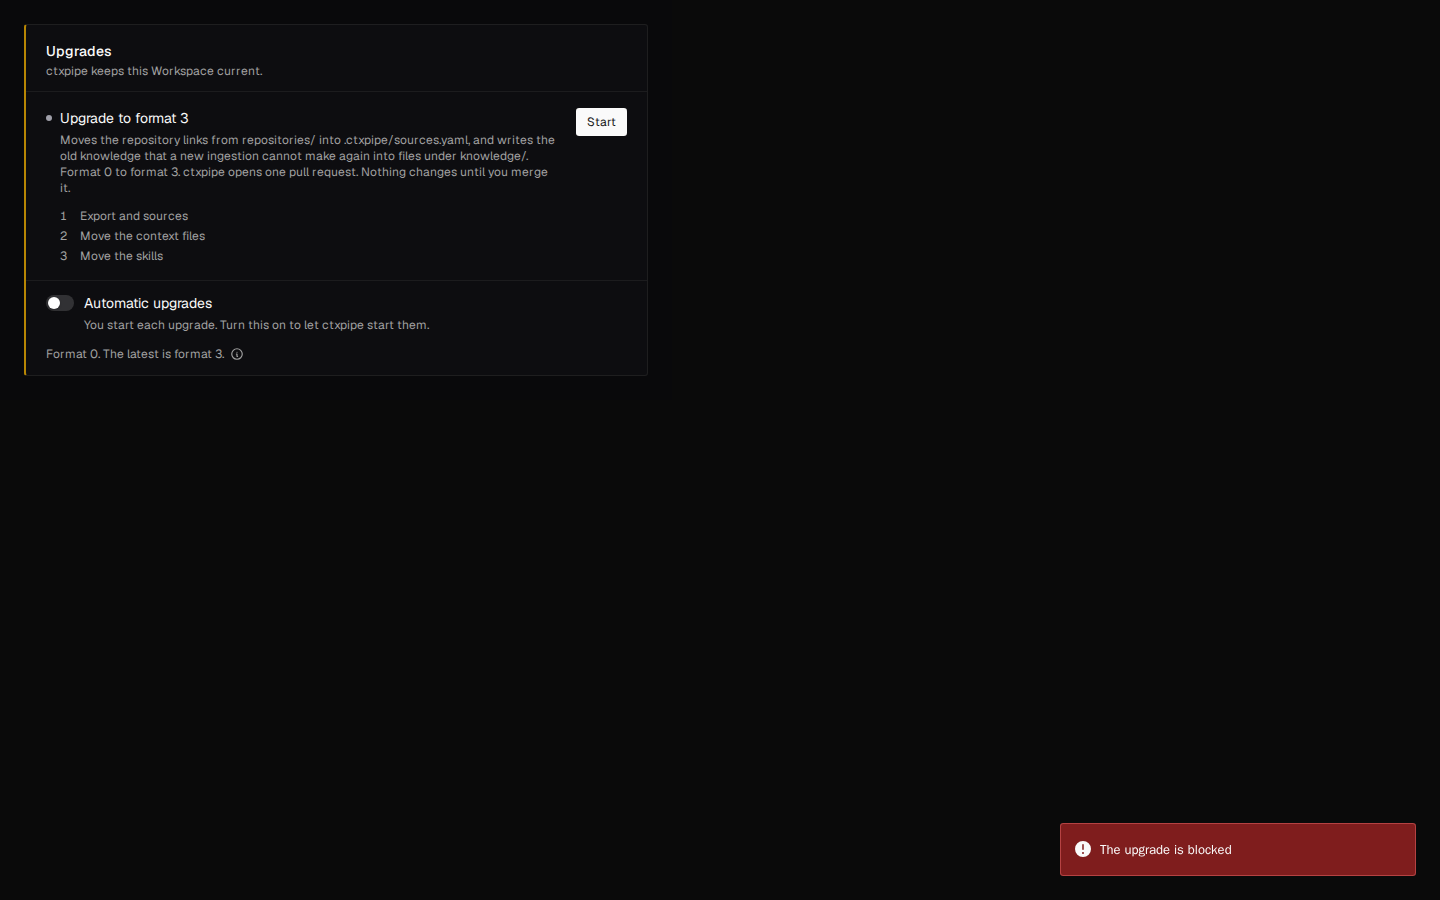 Upgrades
ctxpipe keeps this Workspace current.
Upgrade to format 3
Start
Moves the repository links from repositories/ into .ctxpipe/sources.yaml, and writes the
old knowledge that a new ingestion cannot make again into files under knowledge/.
Format 0 to format 3. ctxpipe opens one pull request. Nothing changes until you merge
it.
1 Export and sources
2 Move the context files
3 Move the skills
Automatic upgrades
You start each upgrade. Turn this on to let ctxpipe start them.
Format 0. The latest is format 3.
The upgrade is blocked